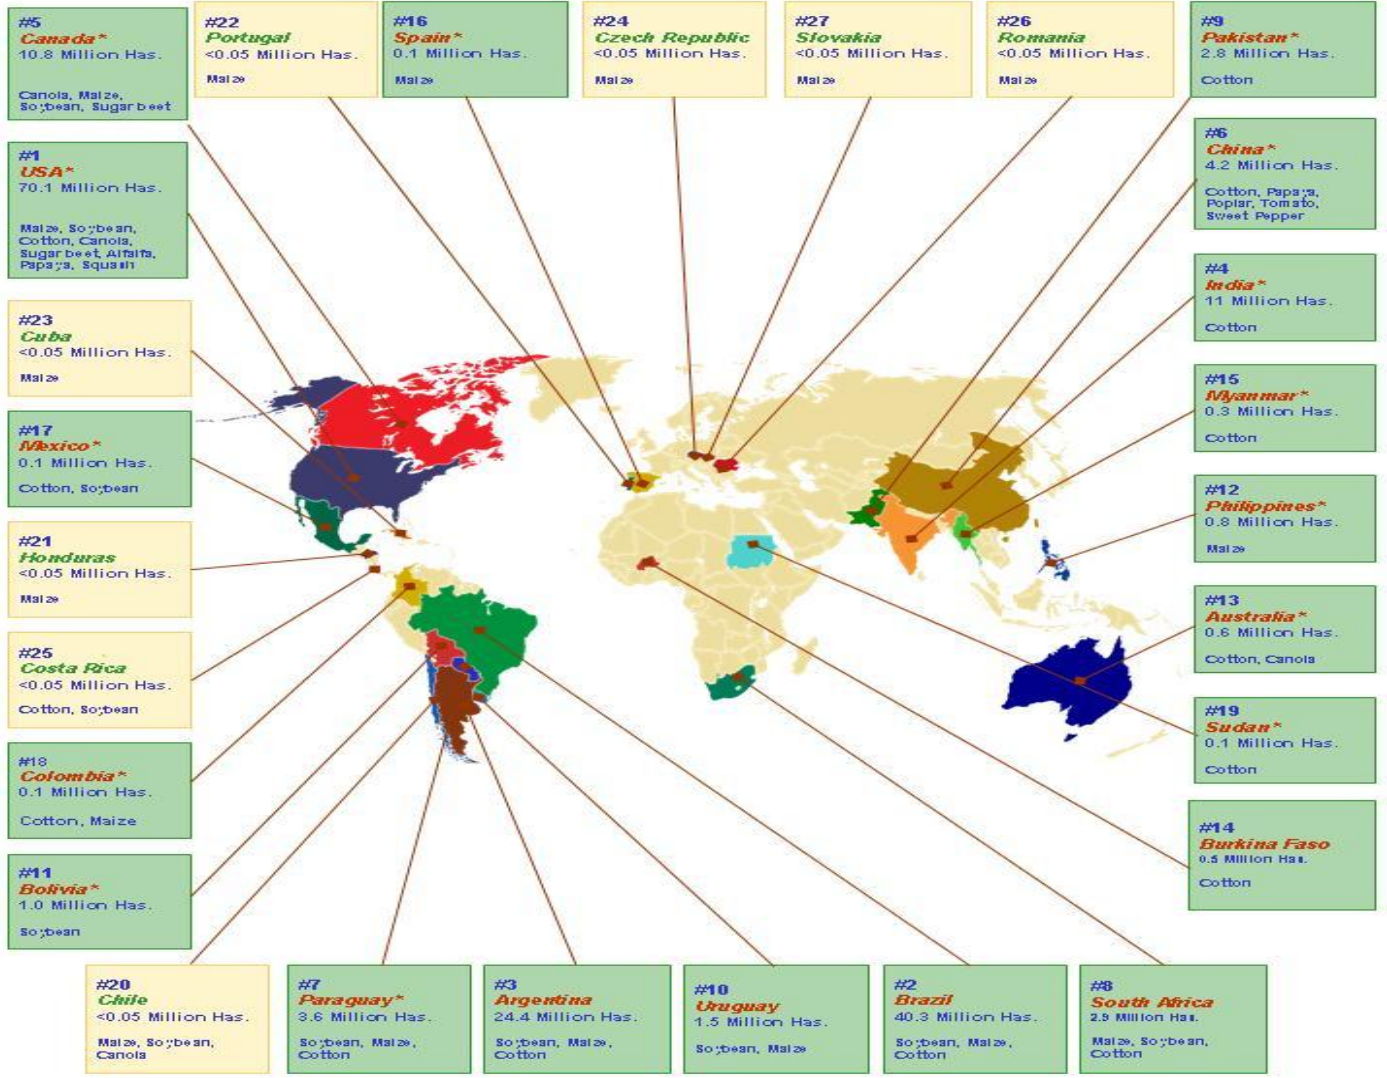 #5
Canada*
10.8 Million Has.
Canola, Maize,
Soybean, Sugarbeet
#22
Portugal
<0.05 Million Has.
Maize
#16
Spain*
0.1 Million Has.
Maize
#24
Czech Republic
<0.05 Million Has.
Maize
#27
Slovakia
<0.05 Million Has.
Maize
#26
Romania
<0.05 Million Has.
Maize
#9
Pakistan*
2.8 Million Has.
Cotton
#1
USA*
70.1 Million Has.
Maize, Soybean,
Cotton, Canola,
Sugarbeet, Alfalfa,
Papaya, Squash
#6
China*
4.2 Million Has.
Cotton, Papaya,
Poplar, Tomato,
Sweet Pepper
#4
India*
11 Million Has.
Cotton
#23
Cuba
<0.05 Million Has.
Maize
#15
Myanmar*
0.3 Million Has.
Cotton
#17
Mexico*
0.1 Million Has.
Cotton, Soybean
#12
Philippines*
0.8 Million Has.
Maize
#21
Honduras
<0.05 Million Has.
Maize
#13
Australia*
0.6 Million Has.
Cotton, Canola
#25
Costa Rica
<0.05 Million Has.
Cotton, Soybean
#19
Sudan*
0.1 Million Has.
Cotton
#18
Colombia*
0.1 Million Has.
Cotton, Maize
#14
Burkina Faso
0.5 Million Has.
Cotton
#11
Bolivia*
1.0 Million Has.
Soybean
#20
Chile
<0.05 Million Has.
Maize, Soybean,
Canola
#7
Paraguay*
3.6 Million Has.
Soybean, Maize,
Cotton
#3
Argentina
24.4 Million Has.
Soybean, Maize,
Cotton
#10
Uruguay
1.5 Million Has.
Soybean, Maize
#2
Brazil
40.3 Million Has.
Soybean, Maize,
Cotton
#8
South Africa
2.9 Million Has.
Maize, Soybean,
Cotton